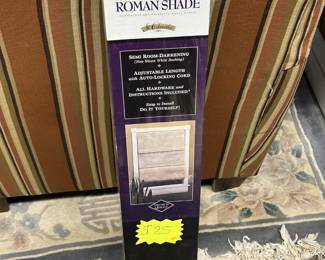 ROMAN SHADE
SEMI ROOM-DARKENING
ADJUSTABLE LENGTH
with AUTO-LOCKING CORD
ALL HARDWARE and
INSTRUCTIONS INCLUDED*
Easy to Install!
DO IT YOURSELF!
$25